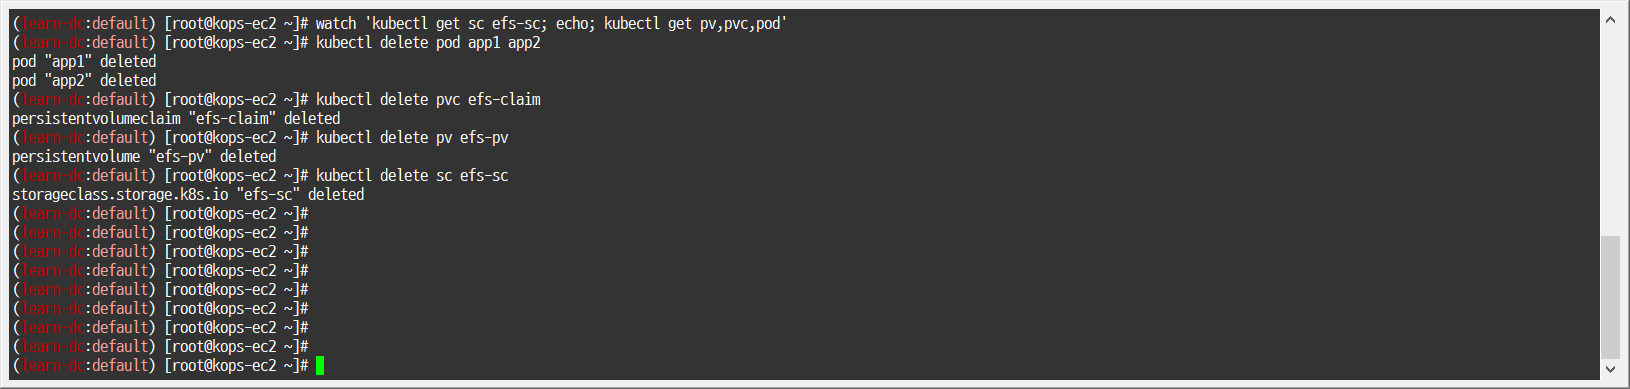 (learn-dc:default) [root@kops-ec2 ~]# watch 'kubectl get sc efs-sc; echo; kubectl get pv,pvc,pod'
(learn-dc:default) [root@kops-ec2 ~]# kubectl delete pod app1 app2
pod "app1" deleted
pod "app2" deleted
(learn-dc:default) [root@kops-ec2 ~]# kubectl delete pvc efs-claim
persistentvolumeclaim "efs-claim" deleted
(learn-dc:default) [root@kops-ec2 ~]# kubectl delete pv efs-pv
persistentvolume "efs-pv" deleted
(learn-dc:default) [root@kops-ec2 ~]# kubectl delete sc efs-sc
storageclass.storage.k8s.io "efs-sc" deleted
(learn-dc:default) [root@kops-ec2 ~]#
(learn-dc:default) [root@kops-ec2 ~]#
(learn-dc:default) [root@kops-ec2 ~]#
(learn-dc:default) [root@kops-ec2 ~]#
(learn-dc:default) [root@kops-ec2 ~]#
(learn-dc:default) [root@kops-ec2 ~]#
(learn-dc:default) [root@kops-ec2 ~]#
(learn-dc:default) [root@kops-ec2 ~]#
(learn-dc:default) [root@kops-ec2 ~]#